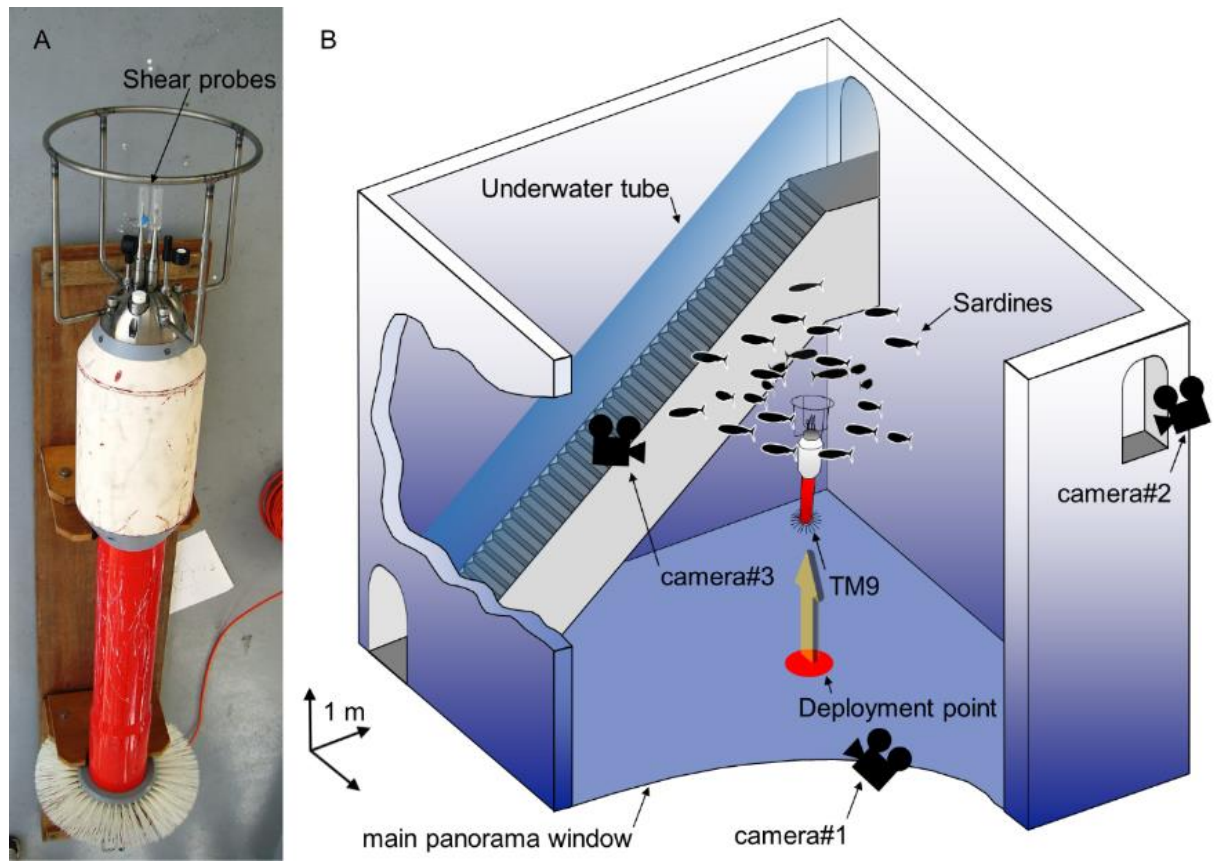 A
Shear probes
B
Underwater tube
Sardines
camera#2
camera#3
TM9
Deployment point
1 m
main panorama window
camera#1